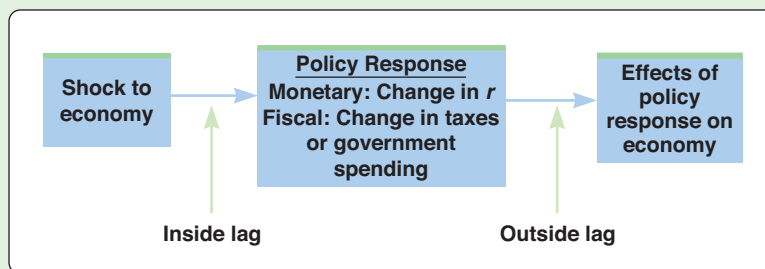 Shock to
economy
Policy Response
Monetary: Change in r
Fiscal: Change in taxes
or government
spending
Effects of
policy
response on
economy
Inside lag
Outside lag